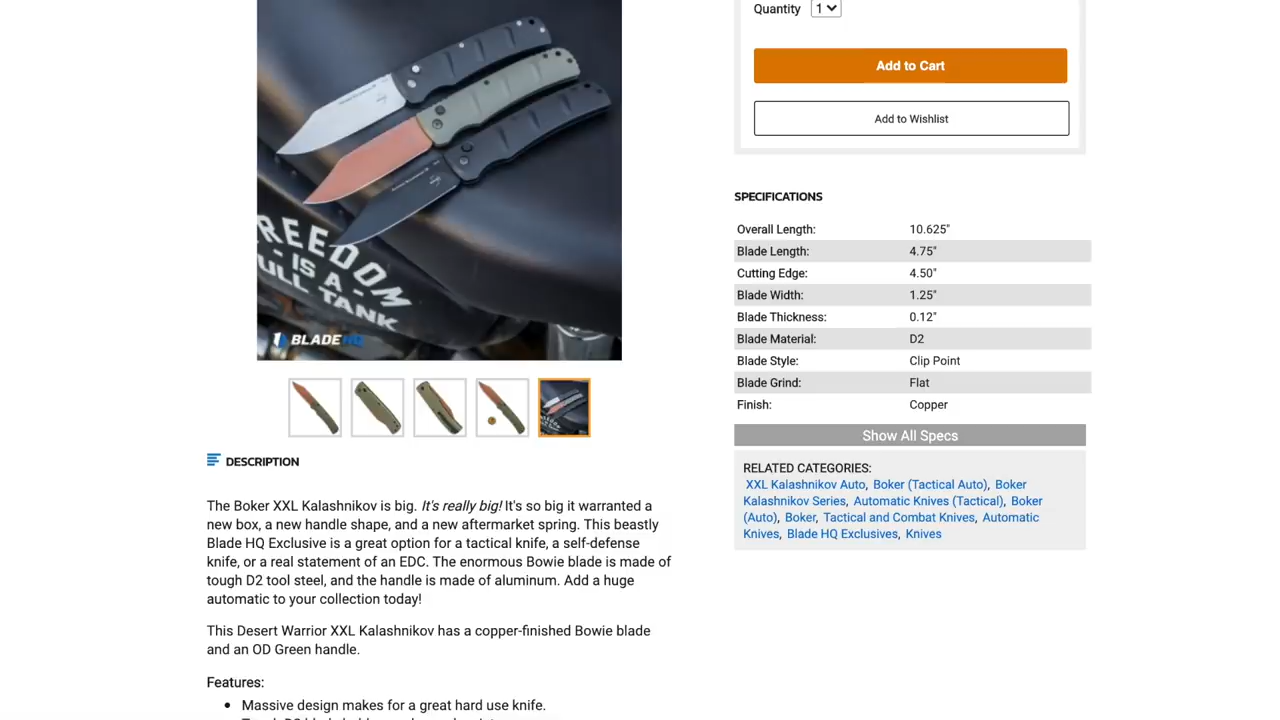 Quantity 1
Add to Cart
Add to Wishlist
FREEDOM
- IS A -
FULL TANK
BLADEHQ
SPECIFICATIONS
Overall Length: 10.625"
Blade Length: 4.75"
Cutting Edge: 4.50"
Blade Width: 1.25"
Blade Thickness: 0.12"
Blade Material: D2
Blade Style: Clip Point
Blade Grind: Flat
Finish: Copper
Show All Specs
RELATED CATEGORIES:
XXL Kalashnikov Auto, Boker (Tactical Auto), Boker
Kalashnikov Series, Automatic Knives (Tactical), Boker
(Auto), Boker, Tactical and Combat Knives, Automatic
Knives, Blade HQ Exclusives, Knives
DESCRIPTION
The Boker XXL Kalashnikov is big. It's really big! It's so big it warranted a
new box, a new handle shape, and a new aftermarket spring. This beastly
Blade HQ Exclusive is a great option for a tactical knife, a self-defense
knife, or a real statement of an EDC. The enormous Bowie blade is made of
tough D2 tool steel, and the handle is made of aluminum. Add a huge
automatic to your collection today!
This Desert Warrior XXL Kalashnikov has a copper-finished Bowie blade
and an OD Green handle.
Features:
• Massive design makes for a great hard use knife.